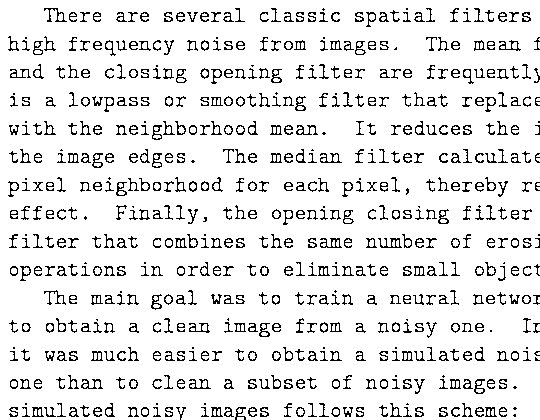 There are several classic spatial filters
high frequency noise from images. The mean f
and the closing opening filter are frequently
is a lowpass or smoothing filter that replace
with the neighborhood mean. It reduces the i
the image edges. The median filter calculate
pixel neighborhood for each pixel, thereby re
effect. Finally, the opening closing filter
filter that combines the same number of erosi
operations in order to eliminate small object
The main goal was to train a neural networ
to obtain a clean image from a noisy one. In
it was much easier to obtain a simulated nois
one than to clean a subset of noisy images.
simulated noisy images follows this scheme: